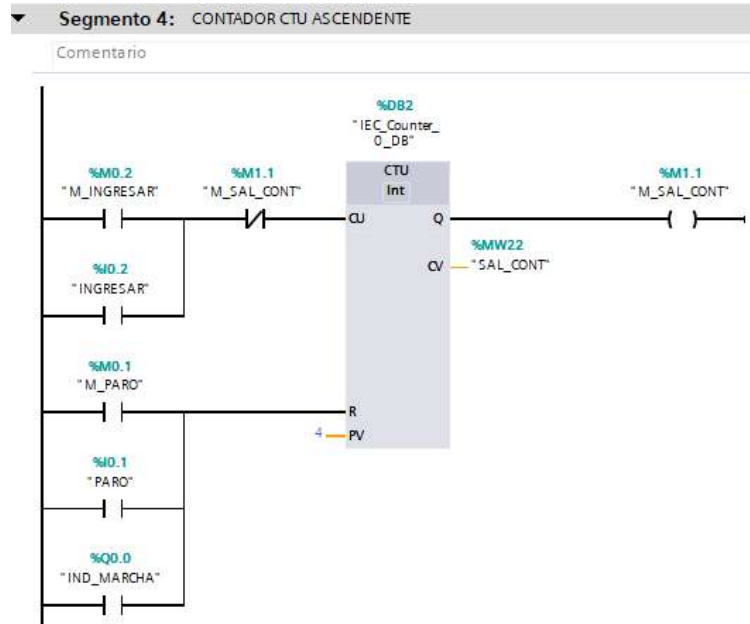 Segmento 4: CONTADOR CTU ASCENDENTE
Comentario
%DB2
"IEC_Counter_
0_DB"
%M0.2
"M_INGRESAR"
%M1.1
"M_SAL_CONT"
CTU
Int
%M1.1
"M_SAL_CONT"
CU
Q
%I0.2
"INGRESAR"
%MW22
CV
"SAL_CONT"
%M0.1
"M_PARO"
R
4
PV
%I0.1
"PARO"
%Q0.0
"IND_MARCHA"